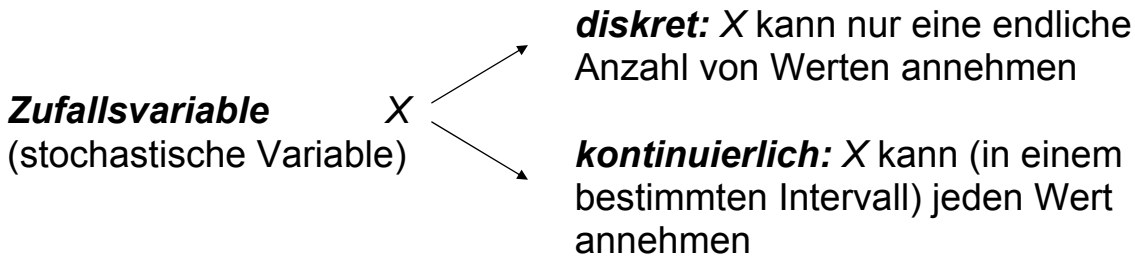 Zufallsvariable X
(stochastische Variable)
diskret: X kann nur eine endliche
Anzahl von Werten annehmen
kontinuierlich: X kann (in einem
bestimmten Intervall) jeden Wert
annehmen